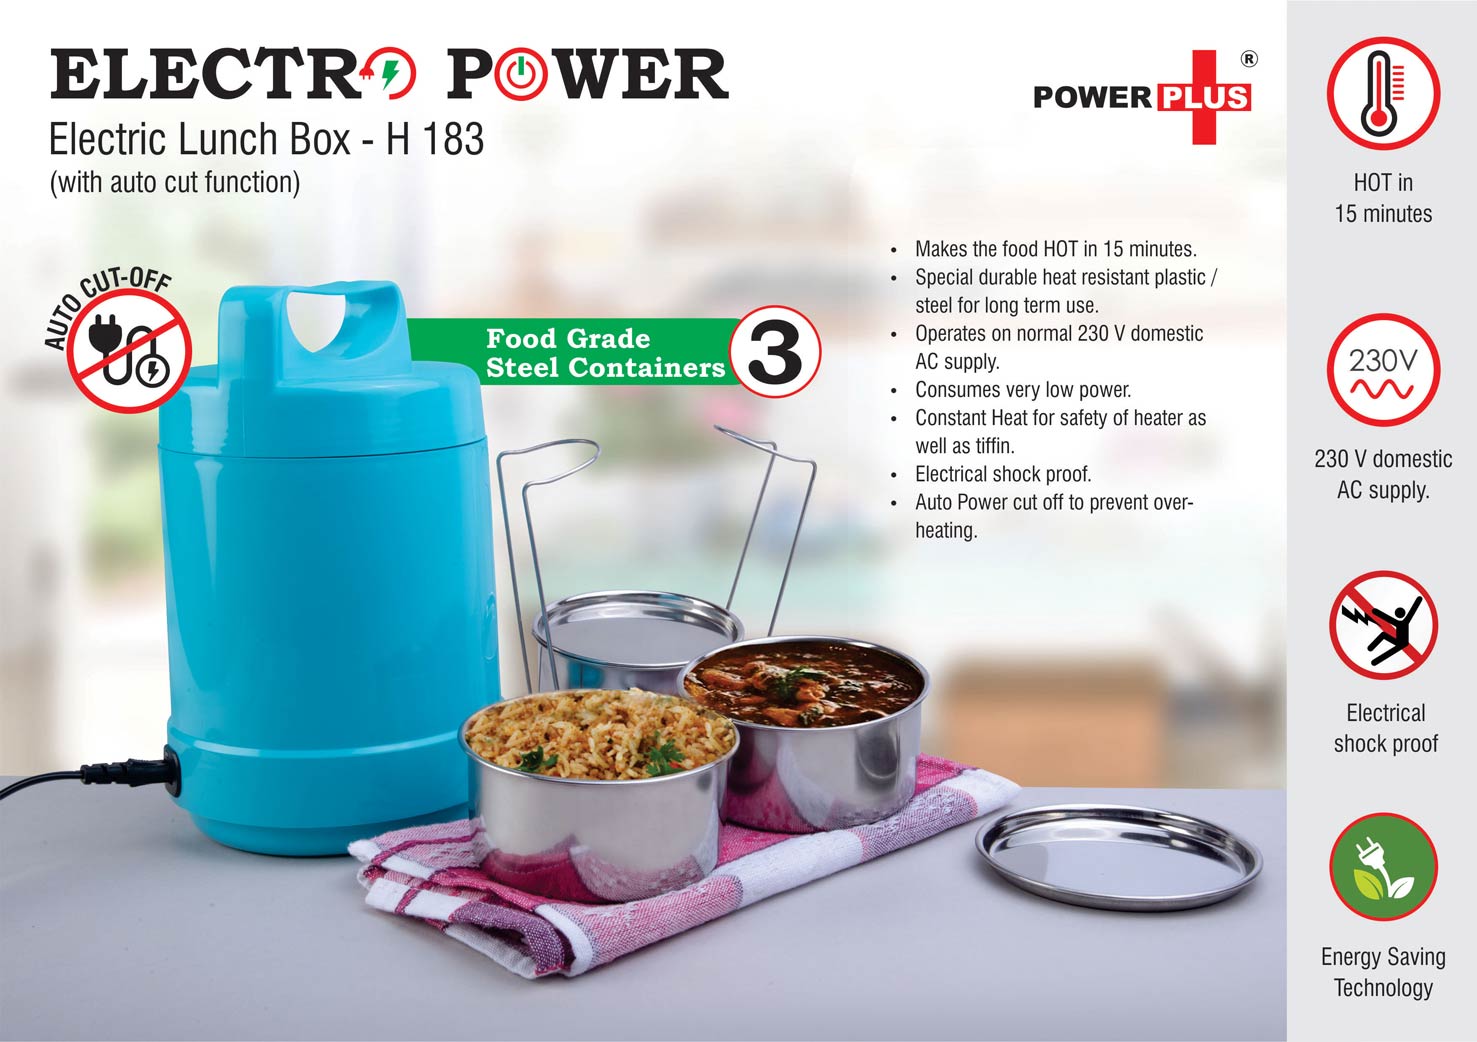 ELECTRO POWER
Electric Lunch Box - H 183
(with auto cut function)
POWER PLUS ®
AUTO CUT-OFF
Food Grade
Steel Containers
3
• Makes the food HOT in 15 minutes.
• Special durable heat resistant plastic /
steel for long term use.
• Operates on normal 230 V domestic
AC supply.
• Consumes very low power.
• Constant Heat for safety of heater as
well as tiffin.
• Electrical shock proof.
• Auto Power cut off to prevent over-
heating.
HOT in
15 minutes
230V
230 V domestic
AC supply.
Electrical
shock proof
Energy Saving
Technology